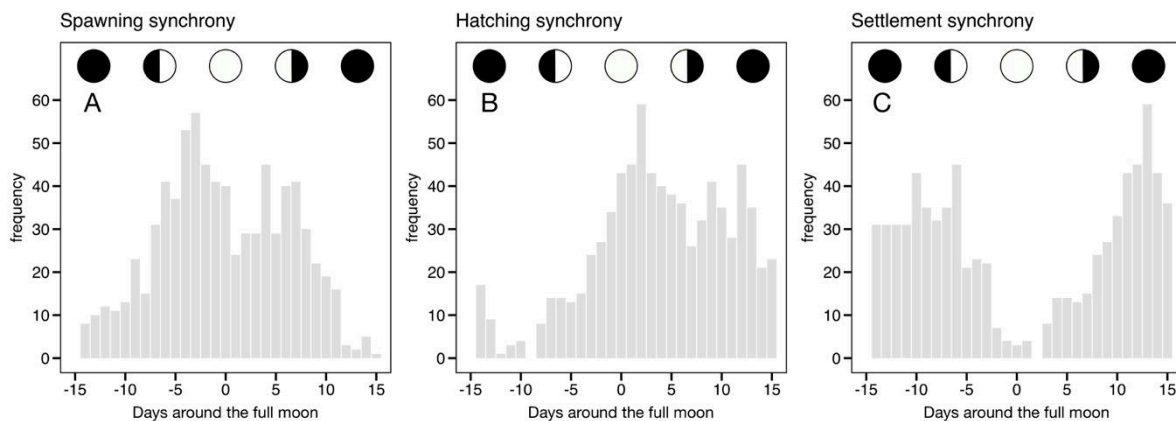 Spawning synchrony
A
60
50
40
30
20
10
0
frequency
-15 -10 -5 0 5 10 15
Days around the full moon
Hatching synchrony
B
60
50
40
30
20
10
0
frequency
-15 -10 -5 0 5 10 15
Days around the full moon
Settlement synchrony
C
60
50
40
30
20
10
0
frequency
-15 -10 -5 0 5 10 15
Days around the full moon